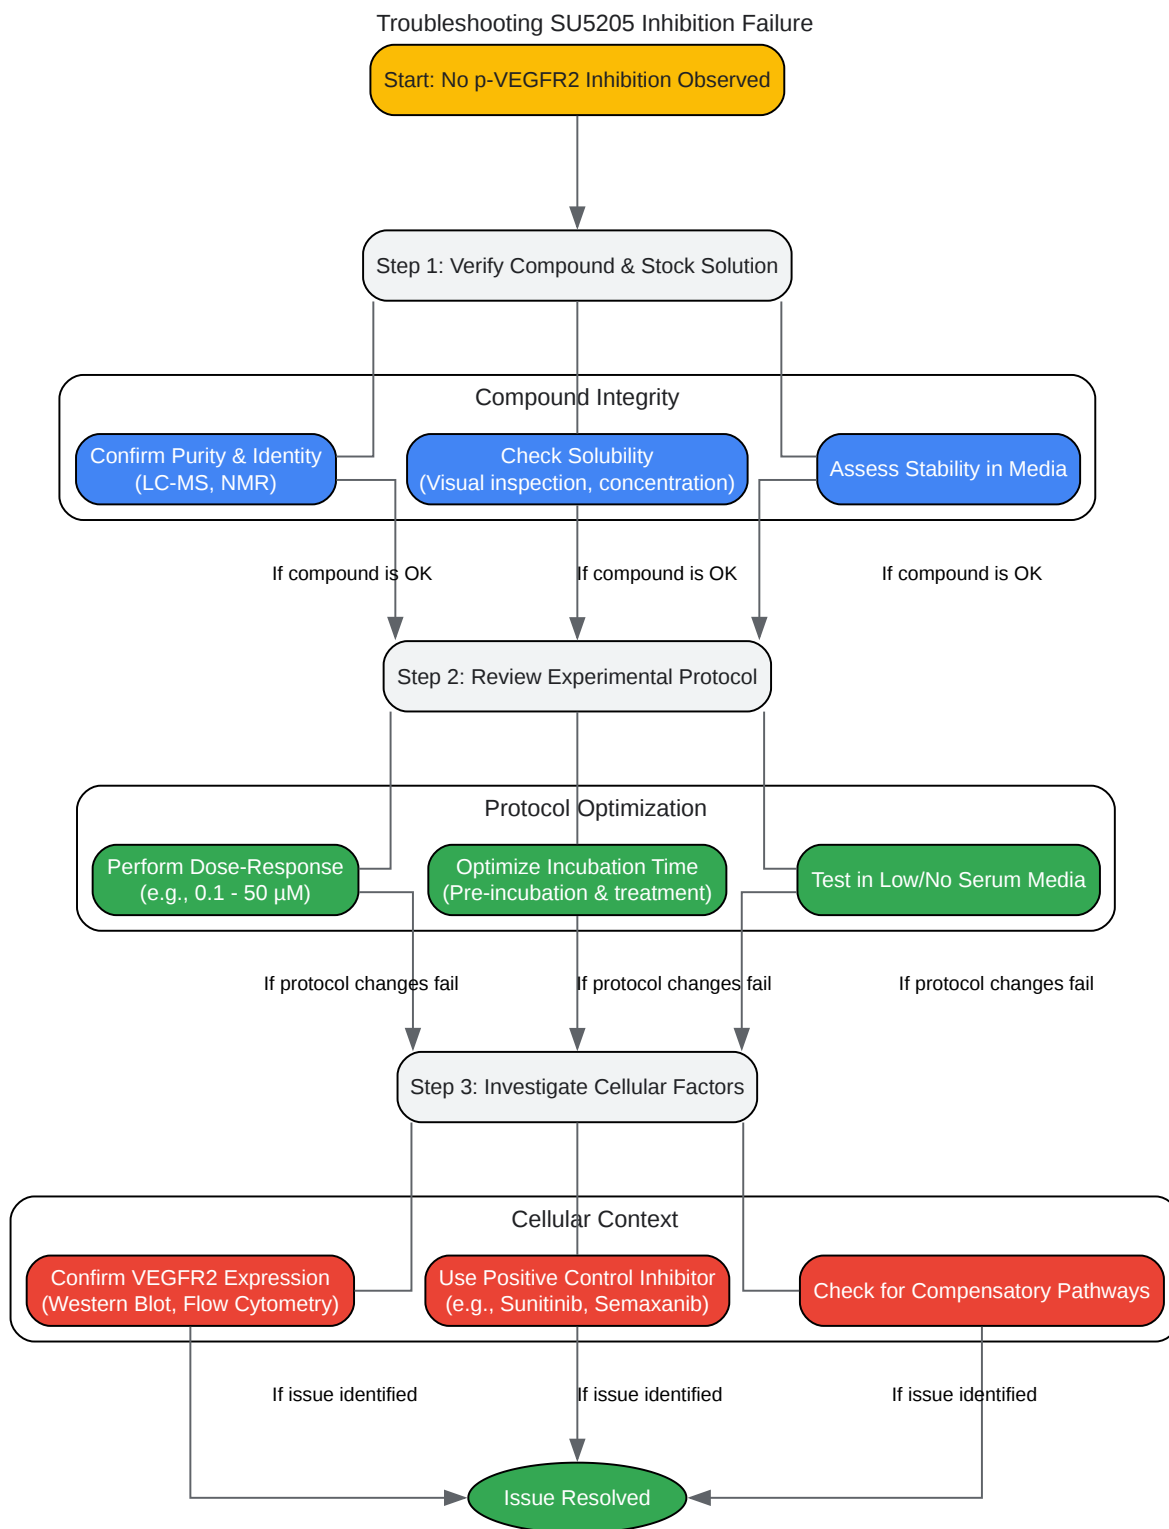 Troubleshooting SU5205 Inhibition Failure
Start: No p-VEGFR2 Inhibition Observed
Step 1: Verify Compound & Stock Solution
Compound Integrity
Confirm Purity & Identity
(LC-MS, NMR)
Check Solubility
(Visual inspection, concentration)
Assess Stability in Media
If compound is OK
If compound is OK
If compound is OK
Step 2: Review Experimental Protocol
Protocol Optimization
Perform Dose-Response
(e.g., 0.1 - 50 µM)
Optimize Incubation Time
(Pre-incubation & treatment)
Test in Low/No Serum Media
If protocol changes fail
If protocol changes fail
If protocol changes fail
Step 3: Investigate Cellular Factors
Cellular Context
Confirm VEGFR2 Expression
(Western Blot, Flow Cytometry)
Use Positive Control Inhibitor
(e.g., Sunitinib, Semaxanib)
Check for Compensatory Pathways
If issue identified
If issue identified
If issue identified
Issue Resolved